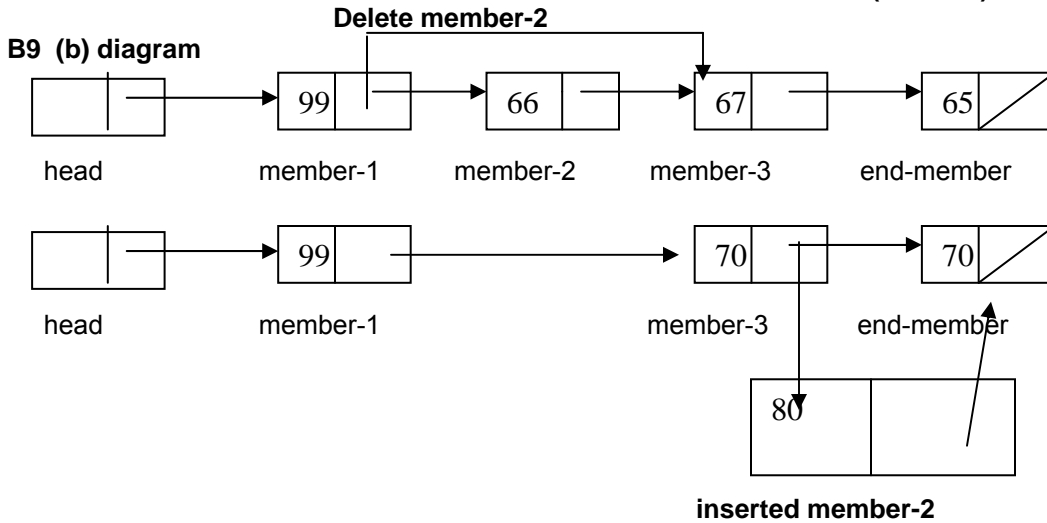 Delete member-2
B9 (b) diagram
99 66 67 65
head member-1 member-2 member-3 end-member
99 70 70
head member-1 member-3 end-member
80
inserted member-2